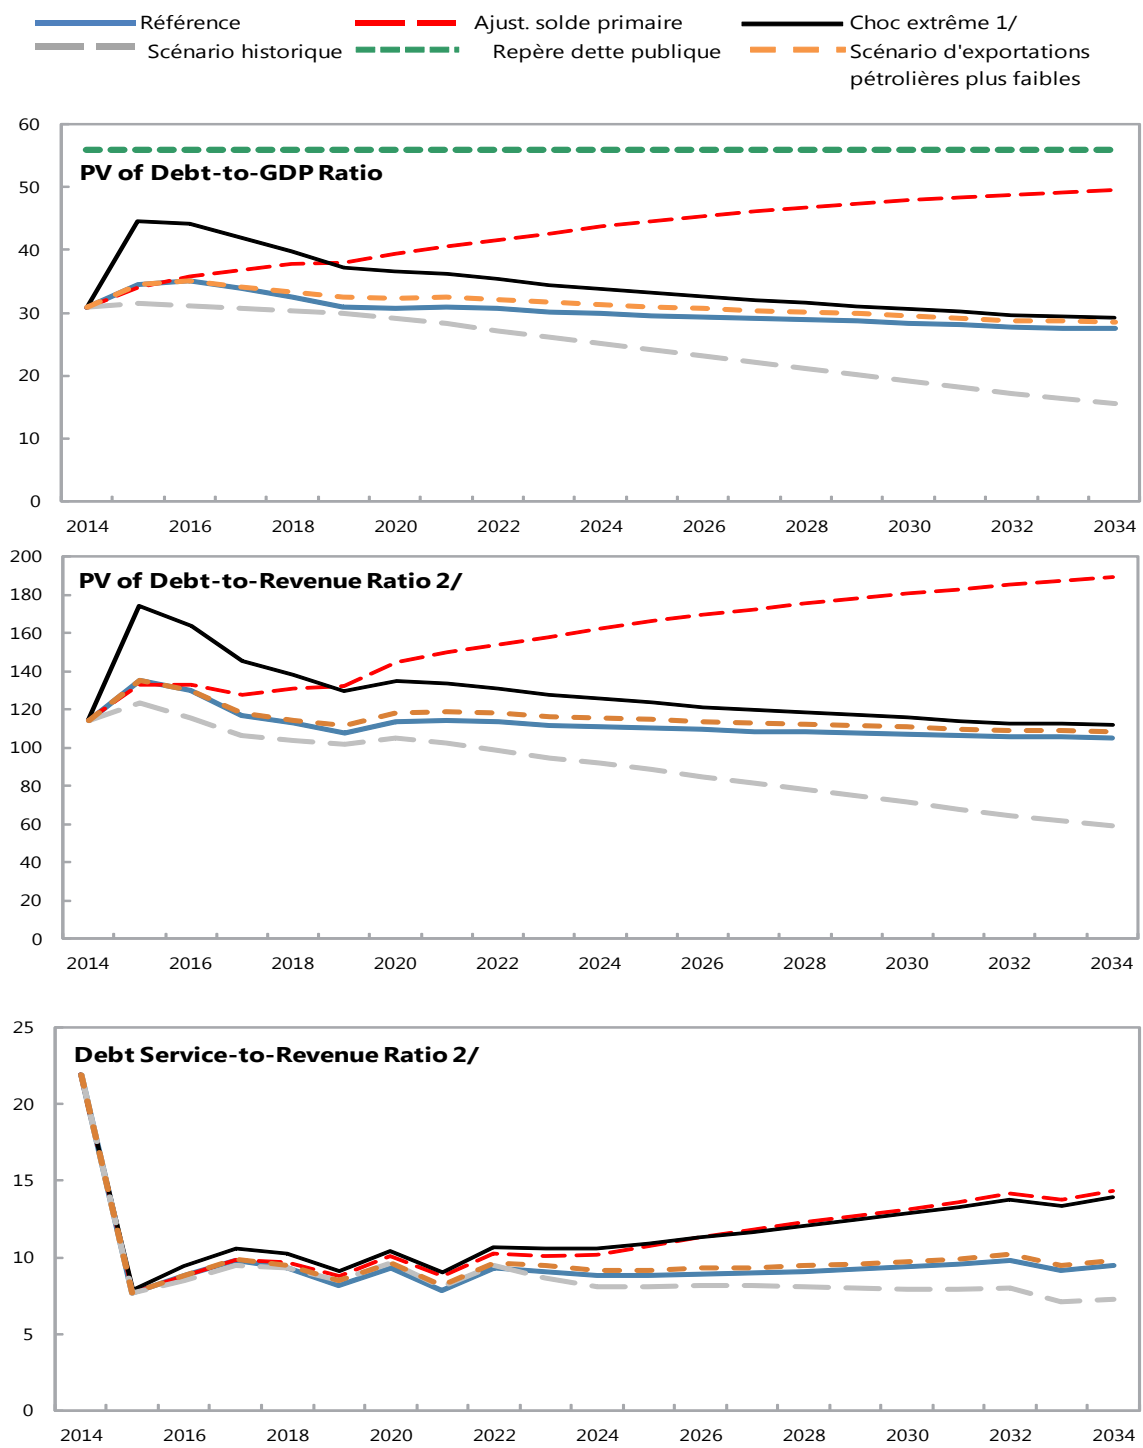 Référence
Ajust. solde primaire
Choc extrême 1/
Scénario historique
Repère dette publique
Scénario d'exportations
pétrolières plus faibles
60
50
40
30
20
10
0
PV of Debt-to-GDP Ratio
2014 2016 2018 2020 2022 2024 2026 2028 2030 2032 2034
200
180
160
140
120
100
80
60
40
20
0
PV of Debt-to-Revenue Ratio 2/
2014 2016 2018 2020 2022 2024 2026 2028 2030 2032 2034
25
20
15
10
5
0
Debt Service-to-Revenue Ratio 2/
2014 2016 2018 2020 2022 2024 2026 2028 2030 2032 2034